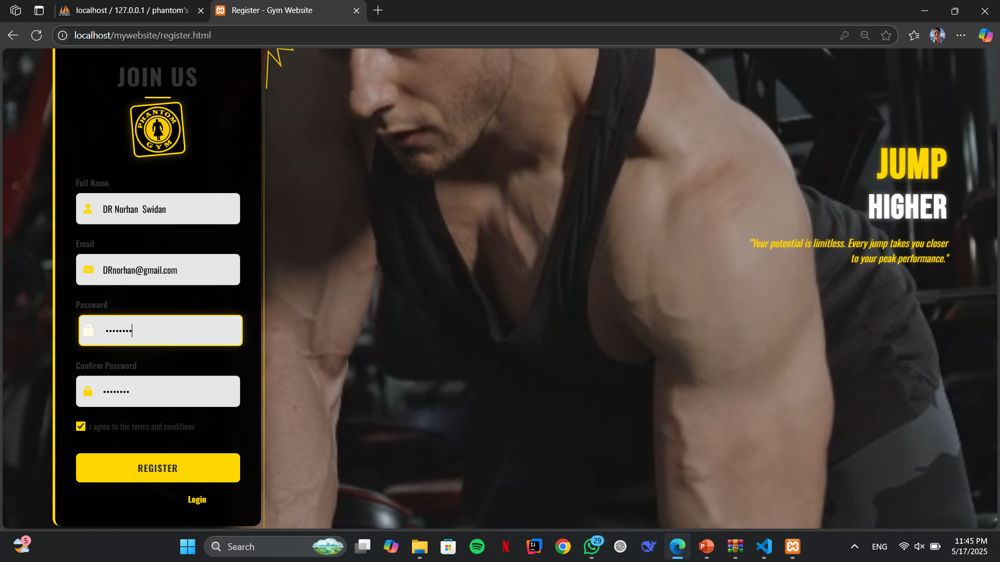 localhost / 127.0.0.1 / phantom's
Register - Gym Website
localhost/mywebsite/register.html
JOIN US
PHANTOM
GYM
Full Name
DR Norhan  Swidan
Email
DRnorhan@gmail.com
Password
••••••••
Confirm Password
••••••••
I agree to the terms and conditions
REGISTER
Login
JUMP
HIGHER
"Your potential is limitless. Every jump takes you closer
to your peak performance."
5
Search
29
ENG
11:45 PM
5/17/2025